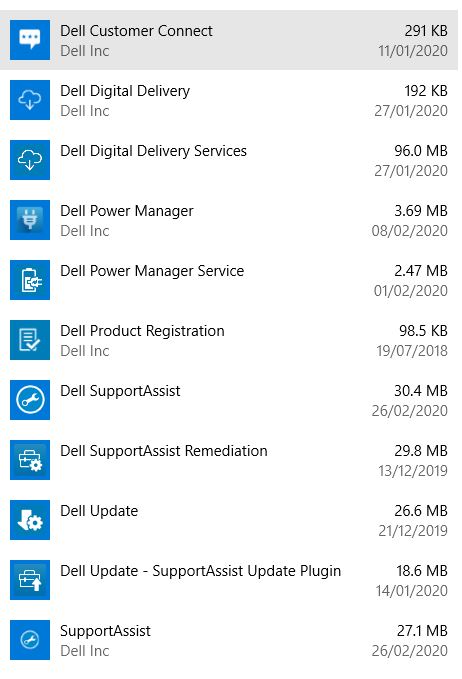 Dell Customer Connect 291 KB
Dell Inc 11/01/2020
Dell Digital Delivery 192 KB
Dell Inc 27/01/2020
Dell Digital Delivery Services 96.0 MB
27/01/2020
Dell Power Manager 3.69 MB
Dell Inc 08/02/2020
Dell Power Manager Service 2.47 MB
01/02/2020
Dell Product Registration 98.5 KB
Dell Inc 19/07/2018
Dell SupportAssist 30.4 MB
26/02/2020
Dell SupportAssist Remediation 29.8 MB
13/12/2019
Dell Update 26.6 MB
21/12/2019
Dell Update - SupportAssist Update Plugin 18.6 MB
14/01/2020
SupportAssist 27.1 MB
Dell Inc 26/02/2020